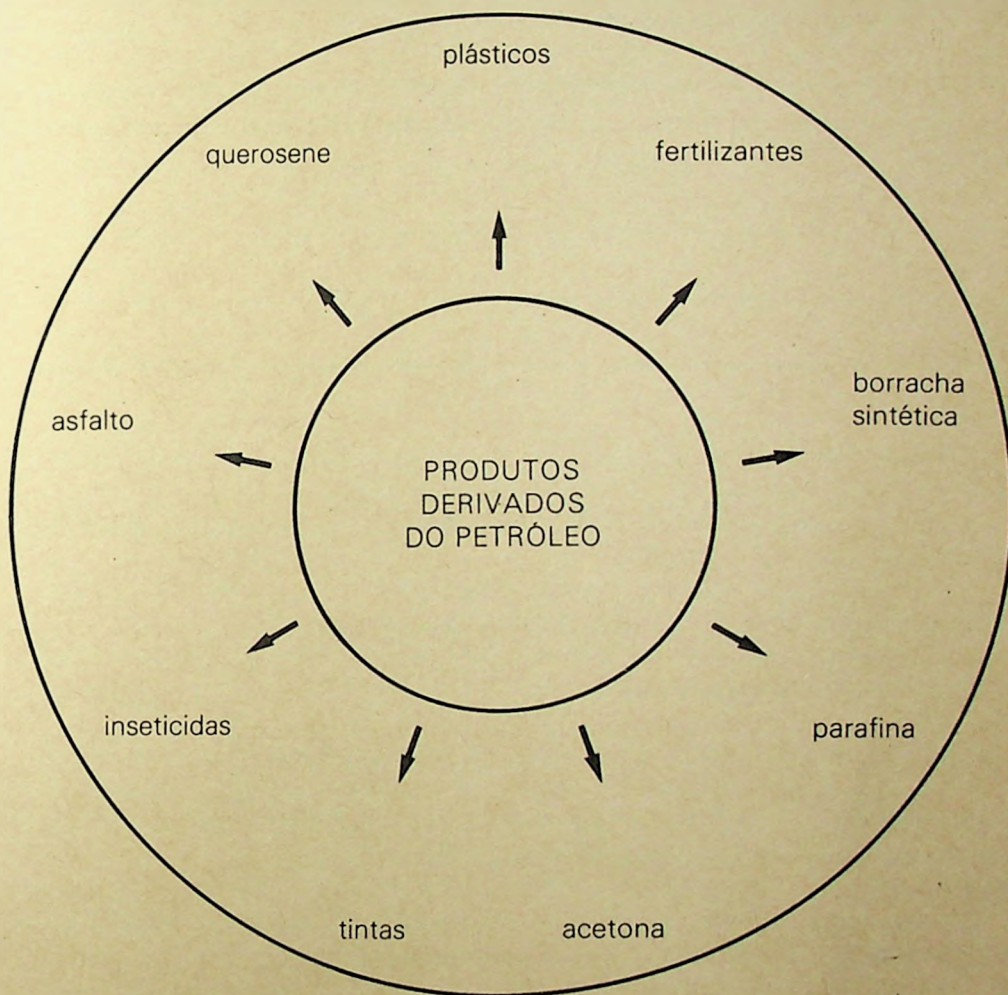 plásticos
querosene
fertilizantes
borracha
sintética
asfalto
PRODUTOS
DERIVADOS
DO PETRÓLEO
inseticidas
parafina
tintas
acetona